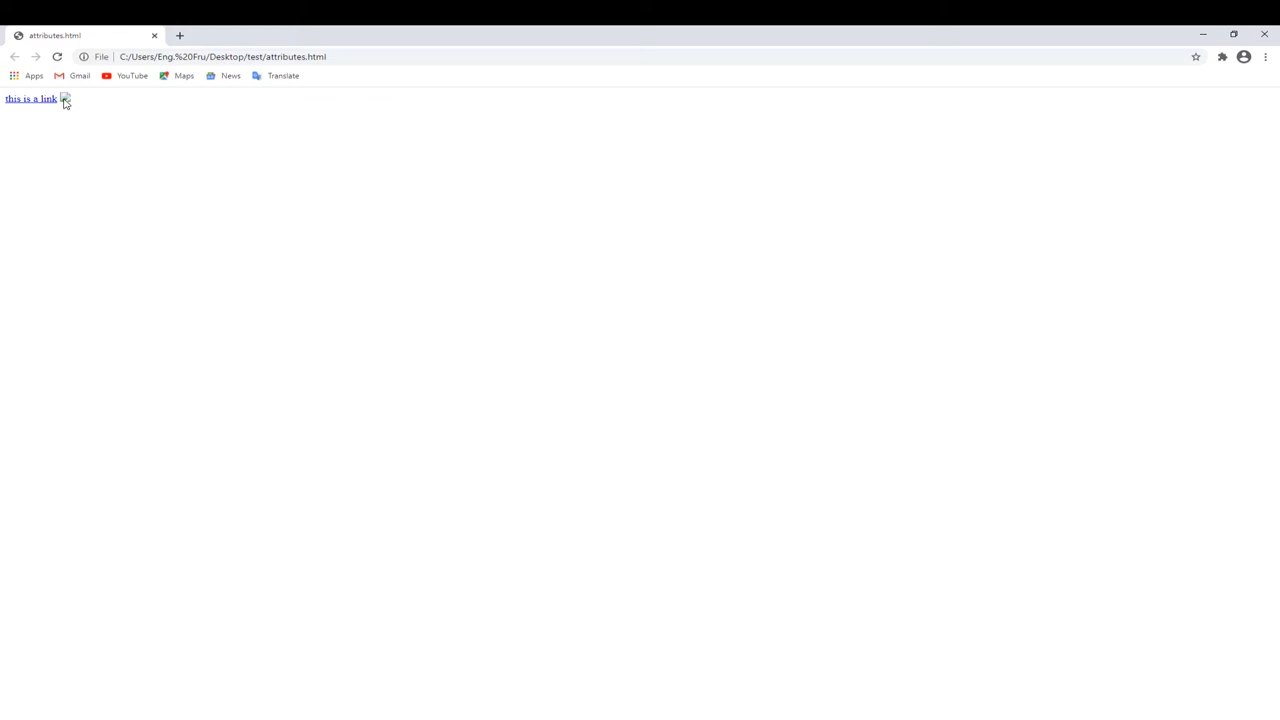 attributes.html
File C:/Users/Eng.%20Fru/Desktop/test/attributes.html
Apps Gmail YouTube Maps News Translate
this is a link